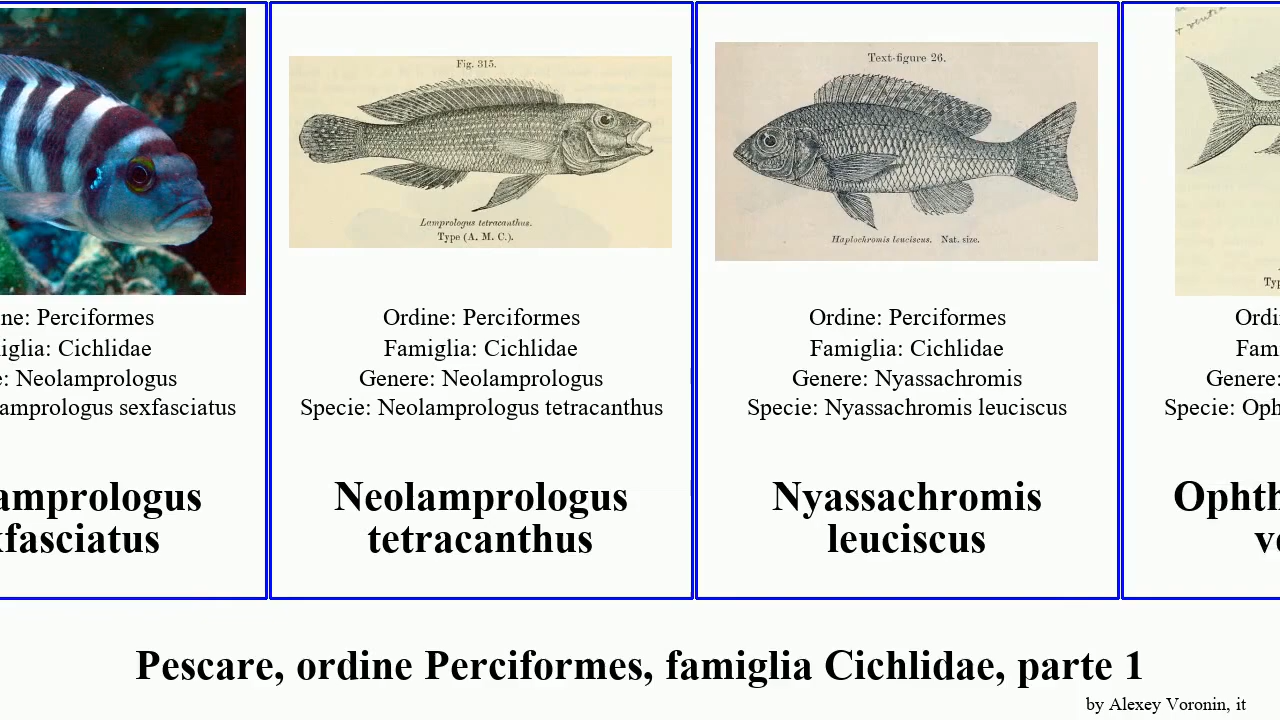 ne: Perciformes
iglia: Cichlidae
e: Neolamprologus
amprologus sexfasciatus
amprologus
xfasciatus
Fig. 315.
Lamprologus tetracanthus.
Type (A. M. C.).
Ordine: Perciformes
Famiglia: Cichlidae
Genere: Neolamprologus
Specie: Neolamprologus tetracanthus
Neolamprologus
tetracanthus
Text-figure 26.
Haplochromis leuciscus. Nat. size.
Ordine: Perciformes
Famiglia: Cichlidae
Genere: Nyassachromis
Specie: Nyassachromis leuciscus
Nyassachromis
leuciscus
Typ
Ordi
Fam
Genere:
Specie: Oph
Ophth
ve
Pescare, ordine Perciformes, famiglia Cichlidae, parte 1
by Alexey Voronin, it